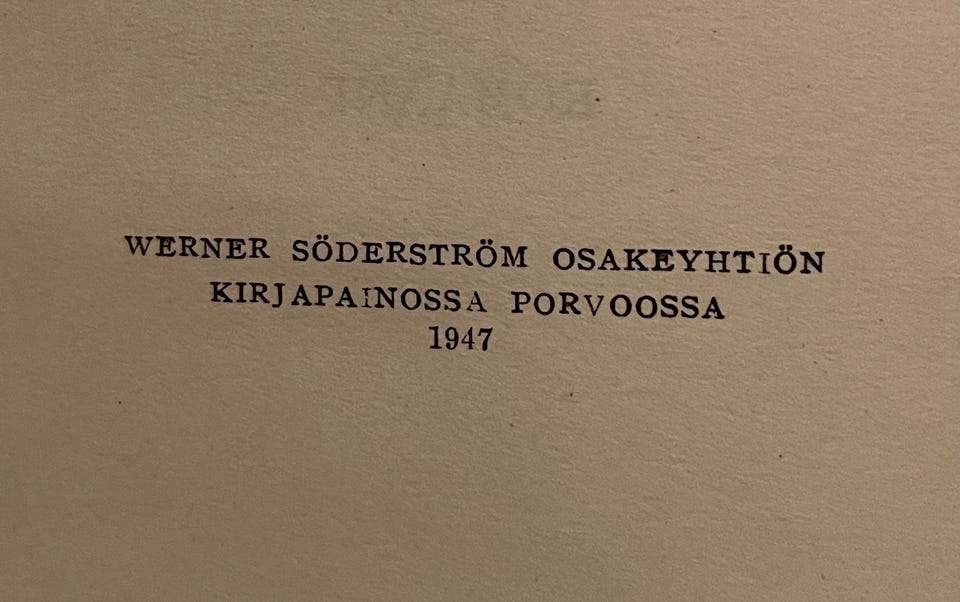 WERNER SÖDERSTRÖM OSAKEYHTIÖN
KIRJAPAINOSSA PORVOOSSA
1947